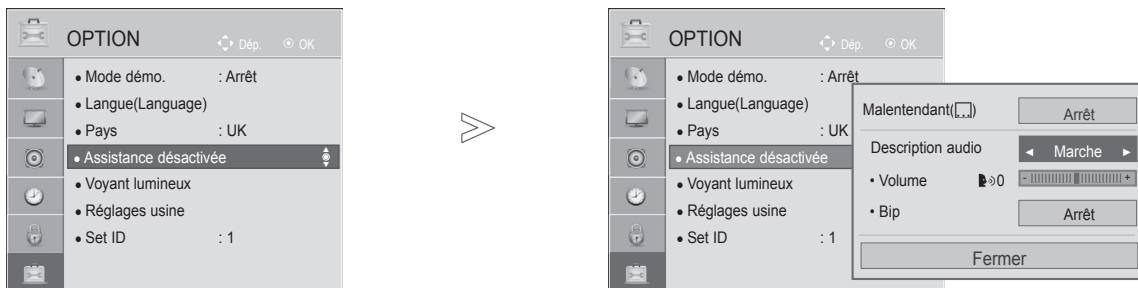 OPTION
Dép. OK
• Mode démo. : Arrêt
• Langue(Language)
• Pays : UK
• Assistance désactivée
• Voyant lumineux
• Réglages usine
• Set ID : 1
OPTION
Dép. OK
• Mode démo. : Arrêt
• Langue(Language)
• Pays : UK
• Assistance désactivée
• Voyant lumineux
• Réglages usine
• Set ID : 1
Malentendant( ) Arrêt
Description audio ◄ Marche ►
• Volume 0 - +
• Bip Arrêt
Fermer